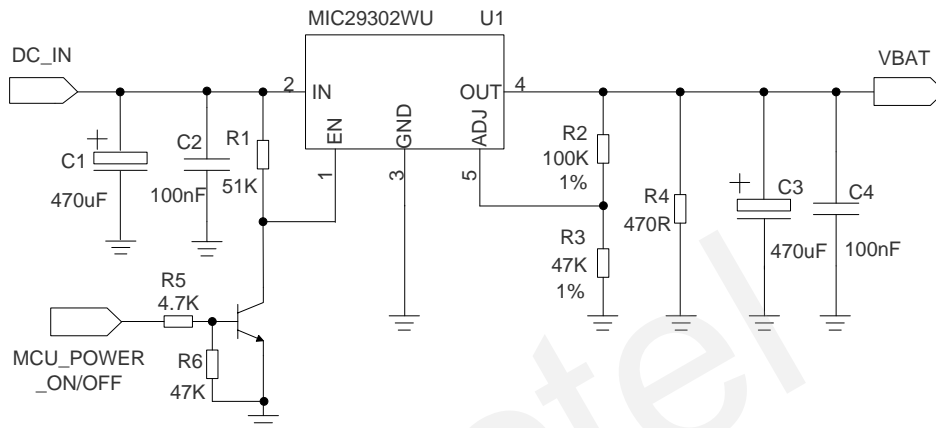 MIC29302WU U1
DC_IN
VBAT
2
IN
OUT
4
EN
GND
ADJ
1
3
5
C1
470uF
C2
100nF
R1
51K
R2
100K
1%
R3
47K
1%
R4
470R
C3
470uF
C4
100nF
R5
4.7K
MCU_POWER
_ON/OFF
R6
47K